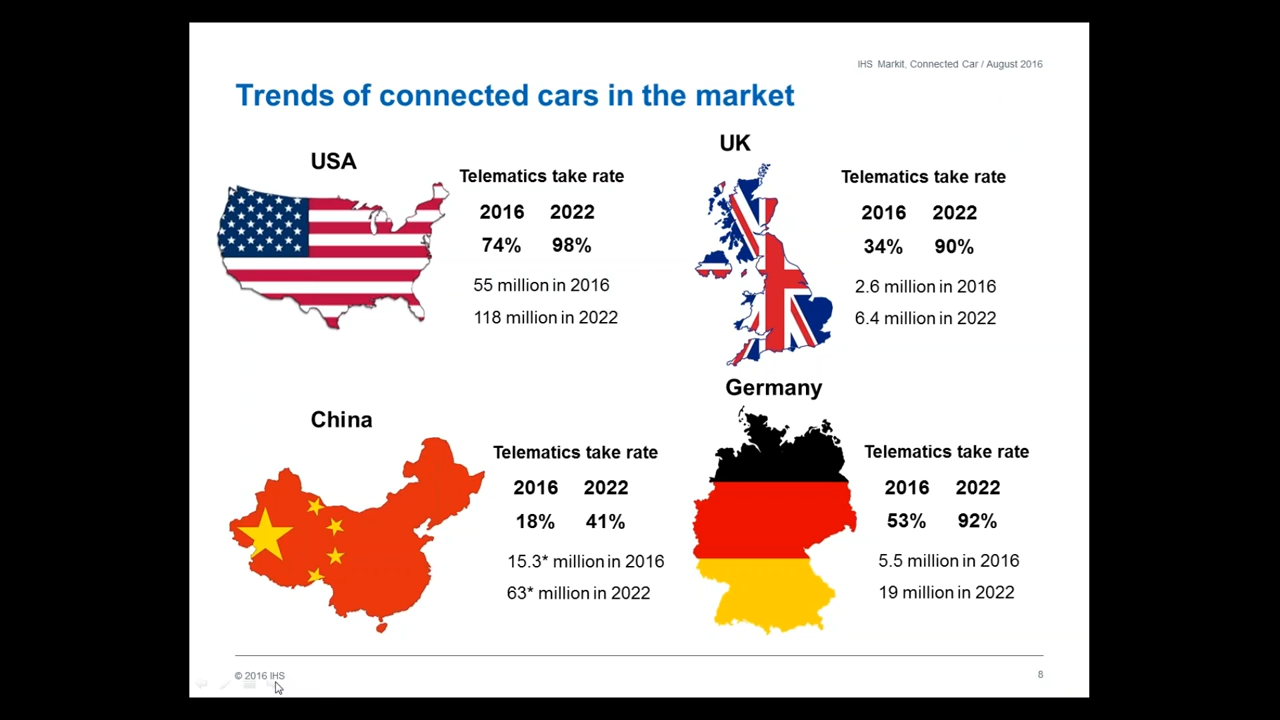 IHS Markit, Connected Car / August 2016
Trends of connected cars in the market
USA
Telematics take rate
2016 2022
74% 98%
55 million in 2016
118 million in 2022
UK
Telematics take rate
2016 2022
34% 90%
2.6 million in 2016
6.4 million in 2022
China
Telematics take rate
2016 2022
18% 41%
15.3* million in 2016
63* million in 2022
Germany
Telematics take rate
2016 2022
53% 92%
5.5 million in 2016
19 million in 2022
© 2016 IHS
8